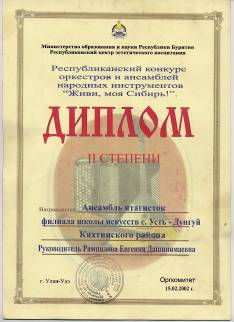 Министерство образования и науки Республики Бурятия
Республиканский центр эстетического воспитания
Республиканский конкурс
оркестров и ансамблей
народных инструментов
"Живи, моя Сибирь!".
ДИПЛОМ
II СТЕПЕНИ
Награждается Ансамбль ятагисток
филиала школы искусств с. Усть - Дунгуй
Кяхтинского района
Руководитель Рампилова Евгения Дашинимаевна
Оргкомитет
г. Улан-Удэ
15.02.2002 г.